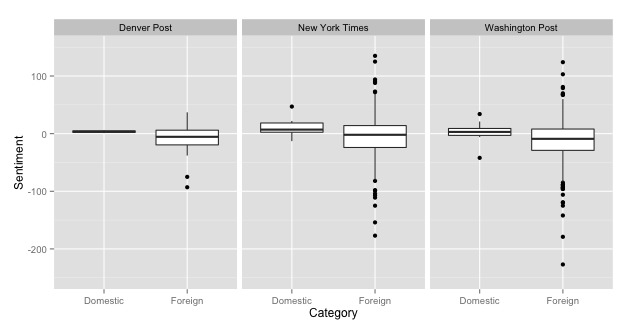 Denver Post New York Times Washington Post
Sentiment
100
0
-100
-200
Domestic Foreign Domestic Foreign Domestic Foreign
Category